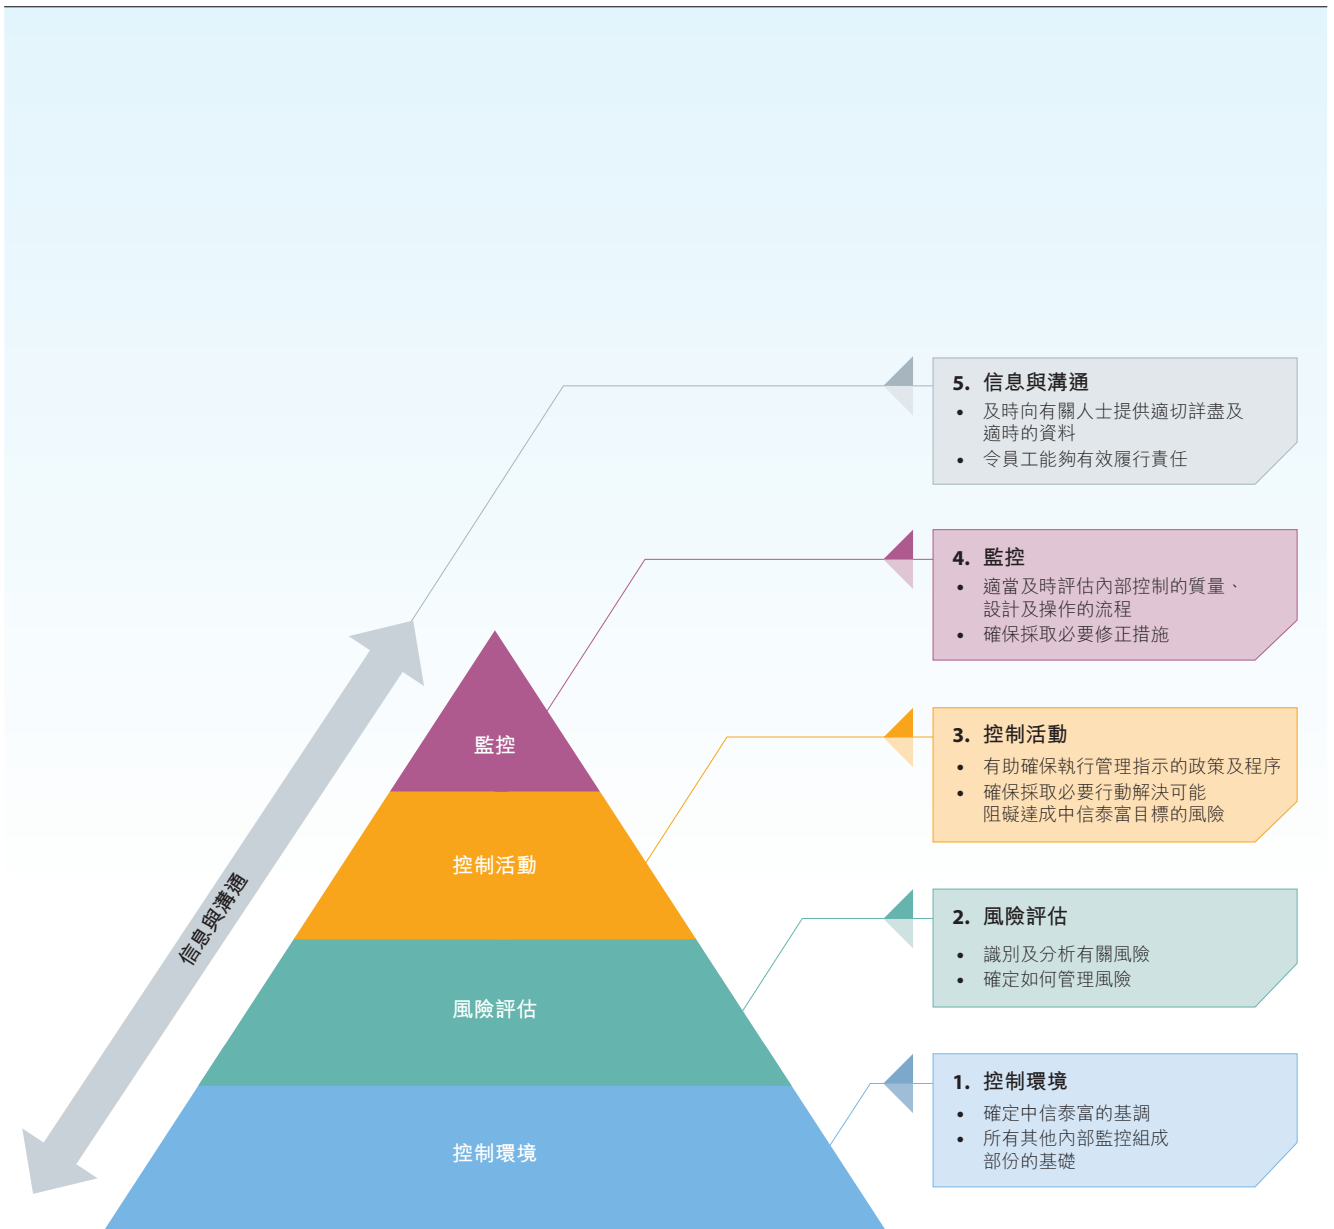 5. 信息與溝通
• 及時向有關人士提供適切詳盡及
適時的資料
• 令員工能夠有效履行責任
4. 監控
• 適當及時評估內部控制的質量、
設計及操作的流程
• 確保採取必要修正措施
3. 控制活動
• 有助確保執行管理指示的政策及程序
• 確保採取必要行動解決可能
阻礙達成中信泰富目標的風險
2. 風險評估
• 識別及分析有關風險
• 確定如何管理風險
1. 控制環境
• 確定中信泰富的基調
• 所有其他內部監控組成
部份的基礎
信息與溝通
監控
控制活動
風險評估
控制環境